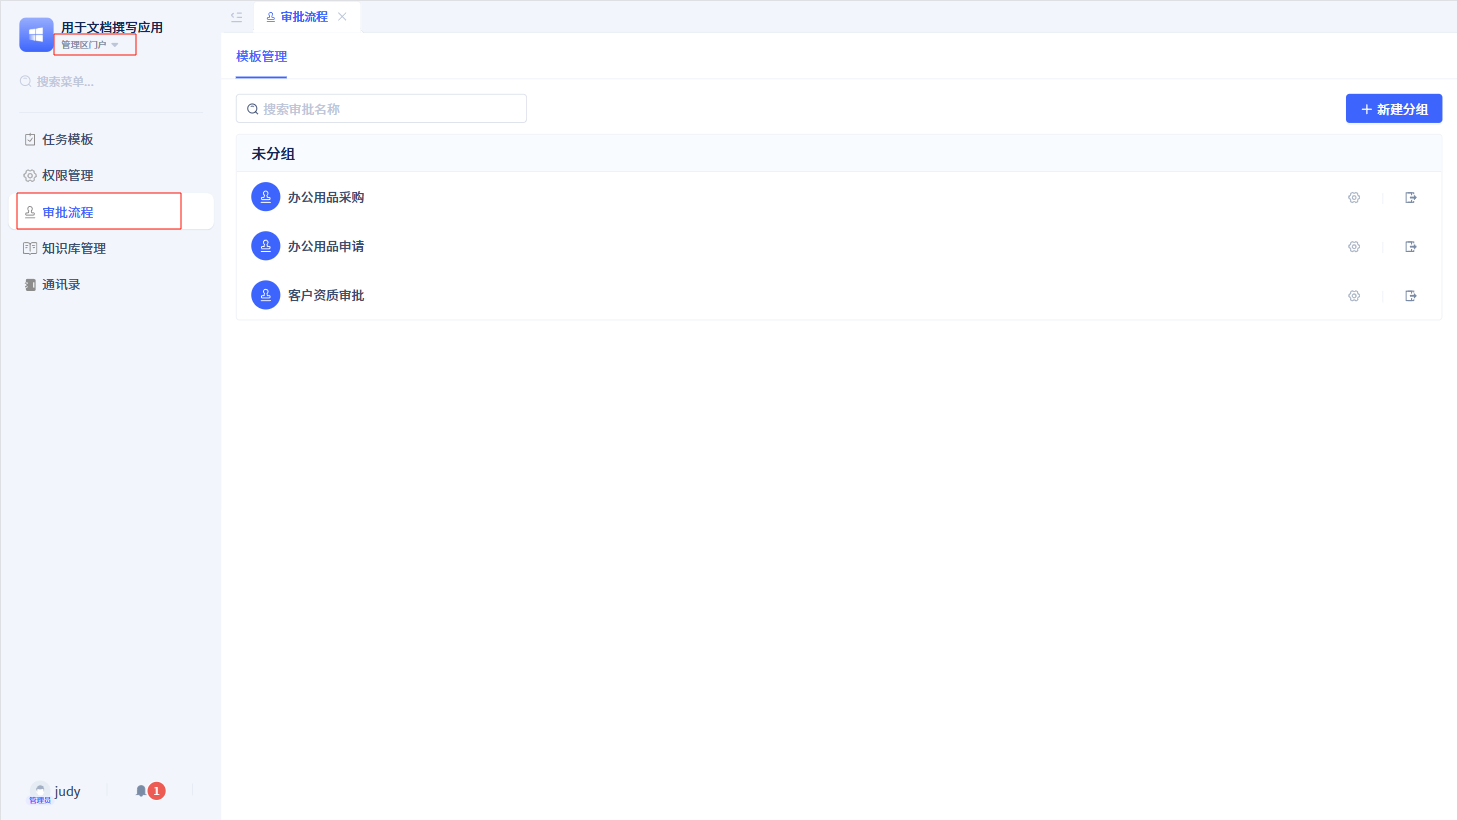 用于文档撰写应用
管理区门户
搜索菜单...
任务模板
权限管理
审批流程
知识库管理
通讯录
管理员
judy
1
审批流程
模板管理
搜索审批名称
新建分组
未分组
办公用品采购
办公用品申请
客户资质审批